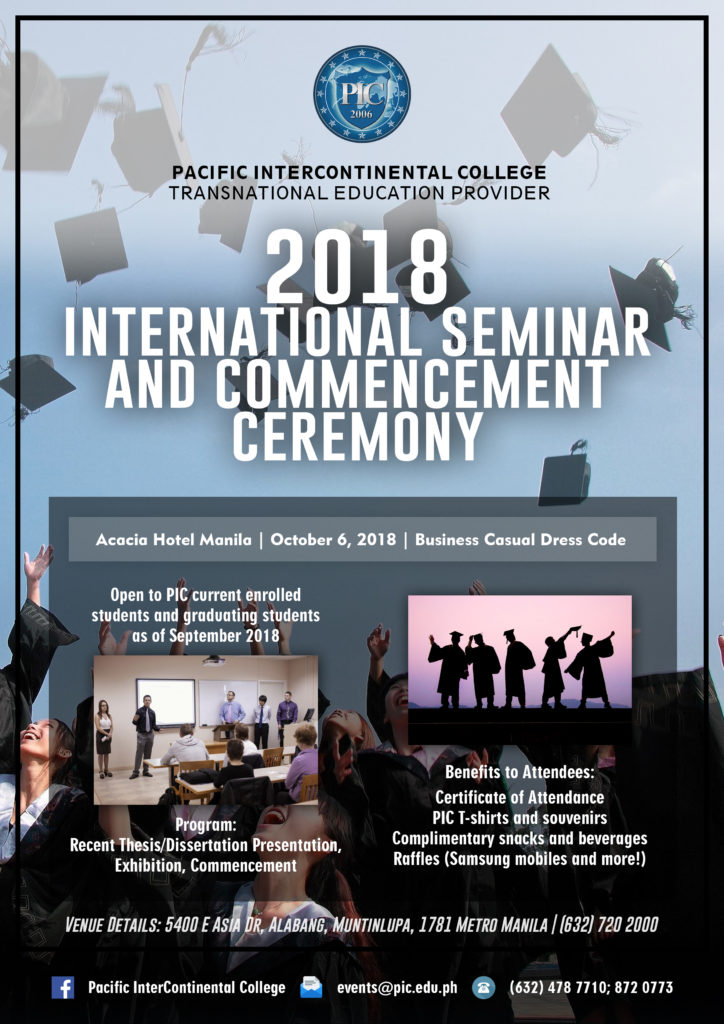 PIC
2006
PACIFIC INTERCONTINENTAL COLLEGE
TRANSNATIONAL EDUCATION PROVIDER
2018
INTERNATIONAL SEMINAR
AND COMMENCEMENT
CEREMONY
Acacia Hotel Manila | October 6, 2018 | Business Casual Dress Code
Open to PIC current enrolled
students and graduating students
as of September 2018
Program:
Recent Thesis/Dissertation Presentation,
Exhibition, Commencement
Benefits to Attendees:
Certificate of Attendance
PIC T-shirts and souvenirs
Complimentary snacks and beverages
Raffles (Samsung mobiles and more!)
VENUE DETAILS: 5400 E ASIA DR, ALABANG, MUNTINLUPA, 1781 METRO MANILA | (632) 720 2000
f Pacific InterContinental College events@pic.edu.ph (632) 478 7710; 872 0773